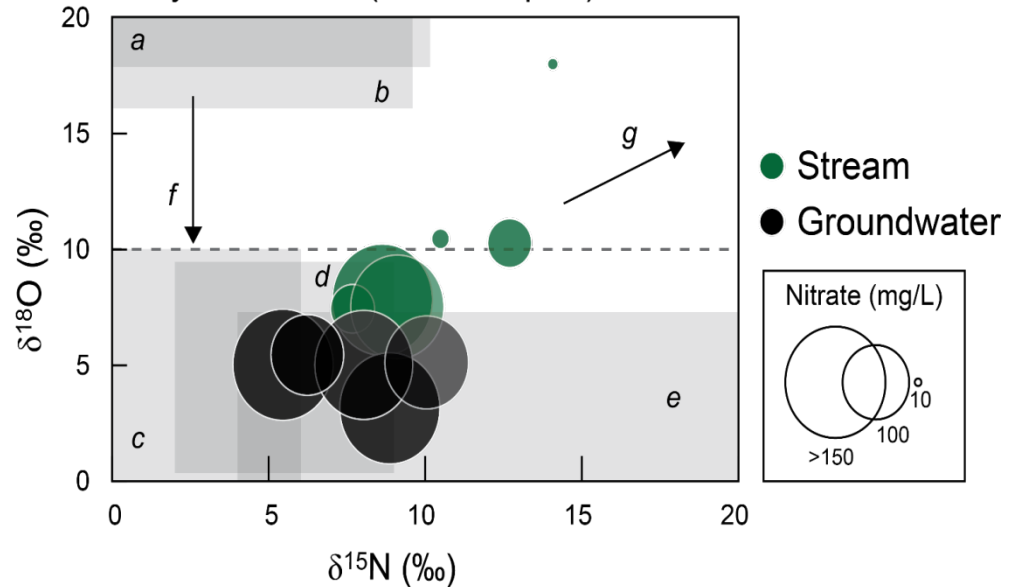 20
15
10
5
0
δ18O (‰)
a
b
f
g
d
c
e
0
5
10
15
20
δ15N (‰)
Stream
Groundwater
Nitrate (mg/L)
>150
100
10